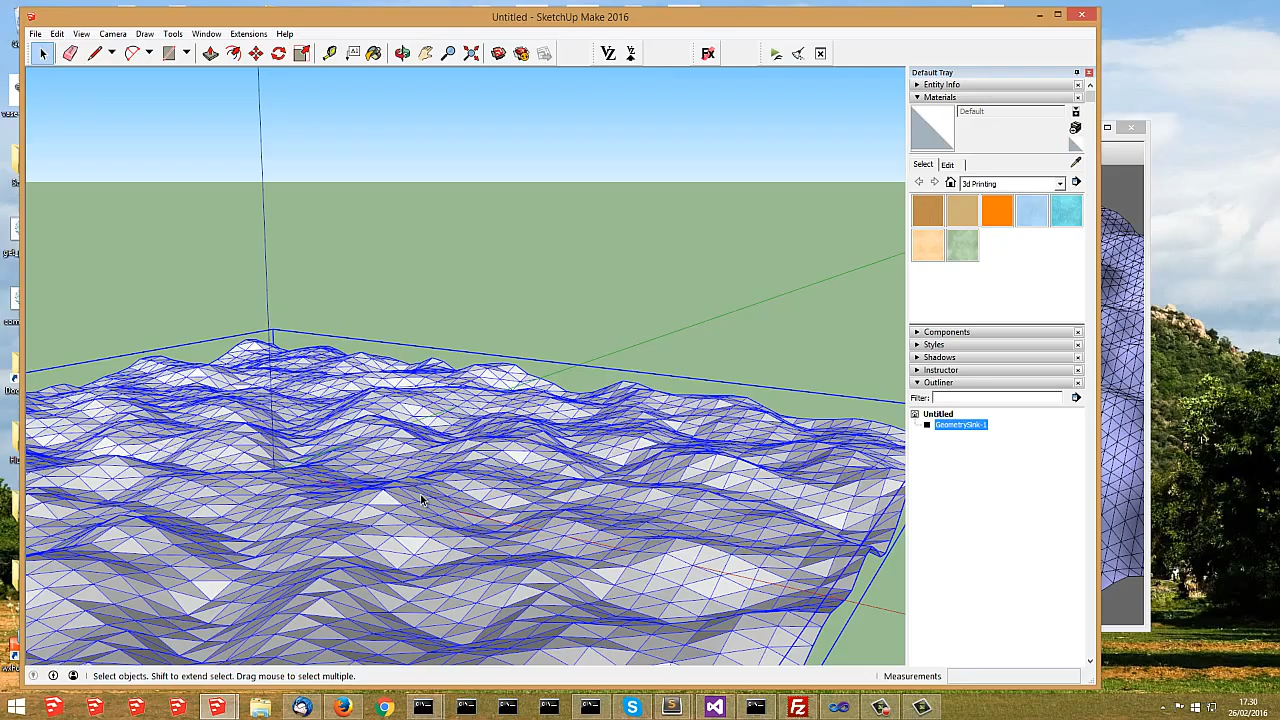 Untitled - SketchUp Make 2016
File Edit View Camera Draw Tools Window Extensions Help
Default Tray
Entity Info
Materials
Default
Select Edit
3d Printing
Components
Styles
Shadows
Instructor
Outliner
Filter:
Untitled
GeometrySink-1
Select objects. Shift to extend select. Drag mouse to select multiple.
Measurements
17.30
26/02/2016